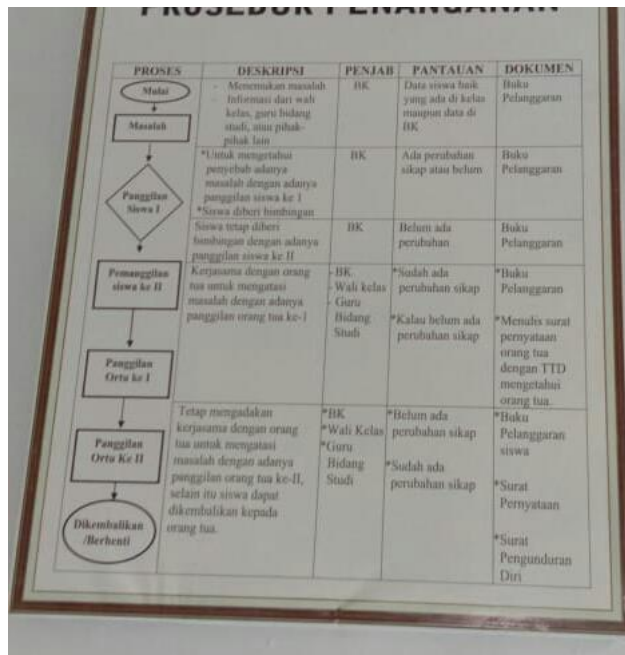 PROSEDUR PENANGANAN
PROSES DESKRIPSI PENJAB PANTAUAN DOKUMEN
Mulai
Masalah
Panggilan
Siswa I
Pemanggilan
siswa ke II
Panggilan
Ortu ke I
Panggilan
Ortu Ke II
Dikembalikan
/Berhenti
- Menemukan masalah
- Informasi dari wali
kelas, guru bidang
studi, atau pihak-
pihak lain
BK
Data siswa baik
yang ada di kelas
maupun data di
BK
Buku
Pelanggaran
*Untuk mengetahui
penyebab adanya
masalah dengan adanya
panggilan siswa ke I
*Siswa diberi bimbingan
BK
Ada perubahan
sikap atau belum
Buku
Pelanggaran
Siswa tetap diberi
bimbingan dengan adanya
panggilan siswa ke II
BK
Belum ada
perubahan
Buku
Pelanggaran
Kerjasama dengan orang
tua untuk mengatasi
masalah dengan adanya
panggilan orang tua ke-I
- BK
- Wali kelas
- Guru
Bidang
Studi
*Sudah ada
perubahan sikap
*Kalau belum ada
perubahan sikap
*Buku
Pelanggaran
*Menulis surat
pernyataan
orang tua
dengan TTD
mengetahui
orang tua.
Tetap mengadakan
kerjasama dengan orang
tua untuk mengatasi
masalah dengan adanya
panggilan orang tua ke-II,
selain itu siswa dapat
dikembalikan kepada
orang tua.
*BK
*Wali Kelas
*Guru
Bidang
Studi
*Belum ada
perubahan sikap
*Sudah ada
perubahan sikap
*Buku
Pelanggaran
siswa
*Surat
Pernyataan
*Surat
Pengunduran
Diri